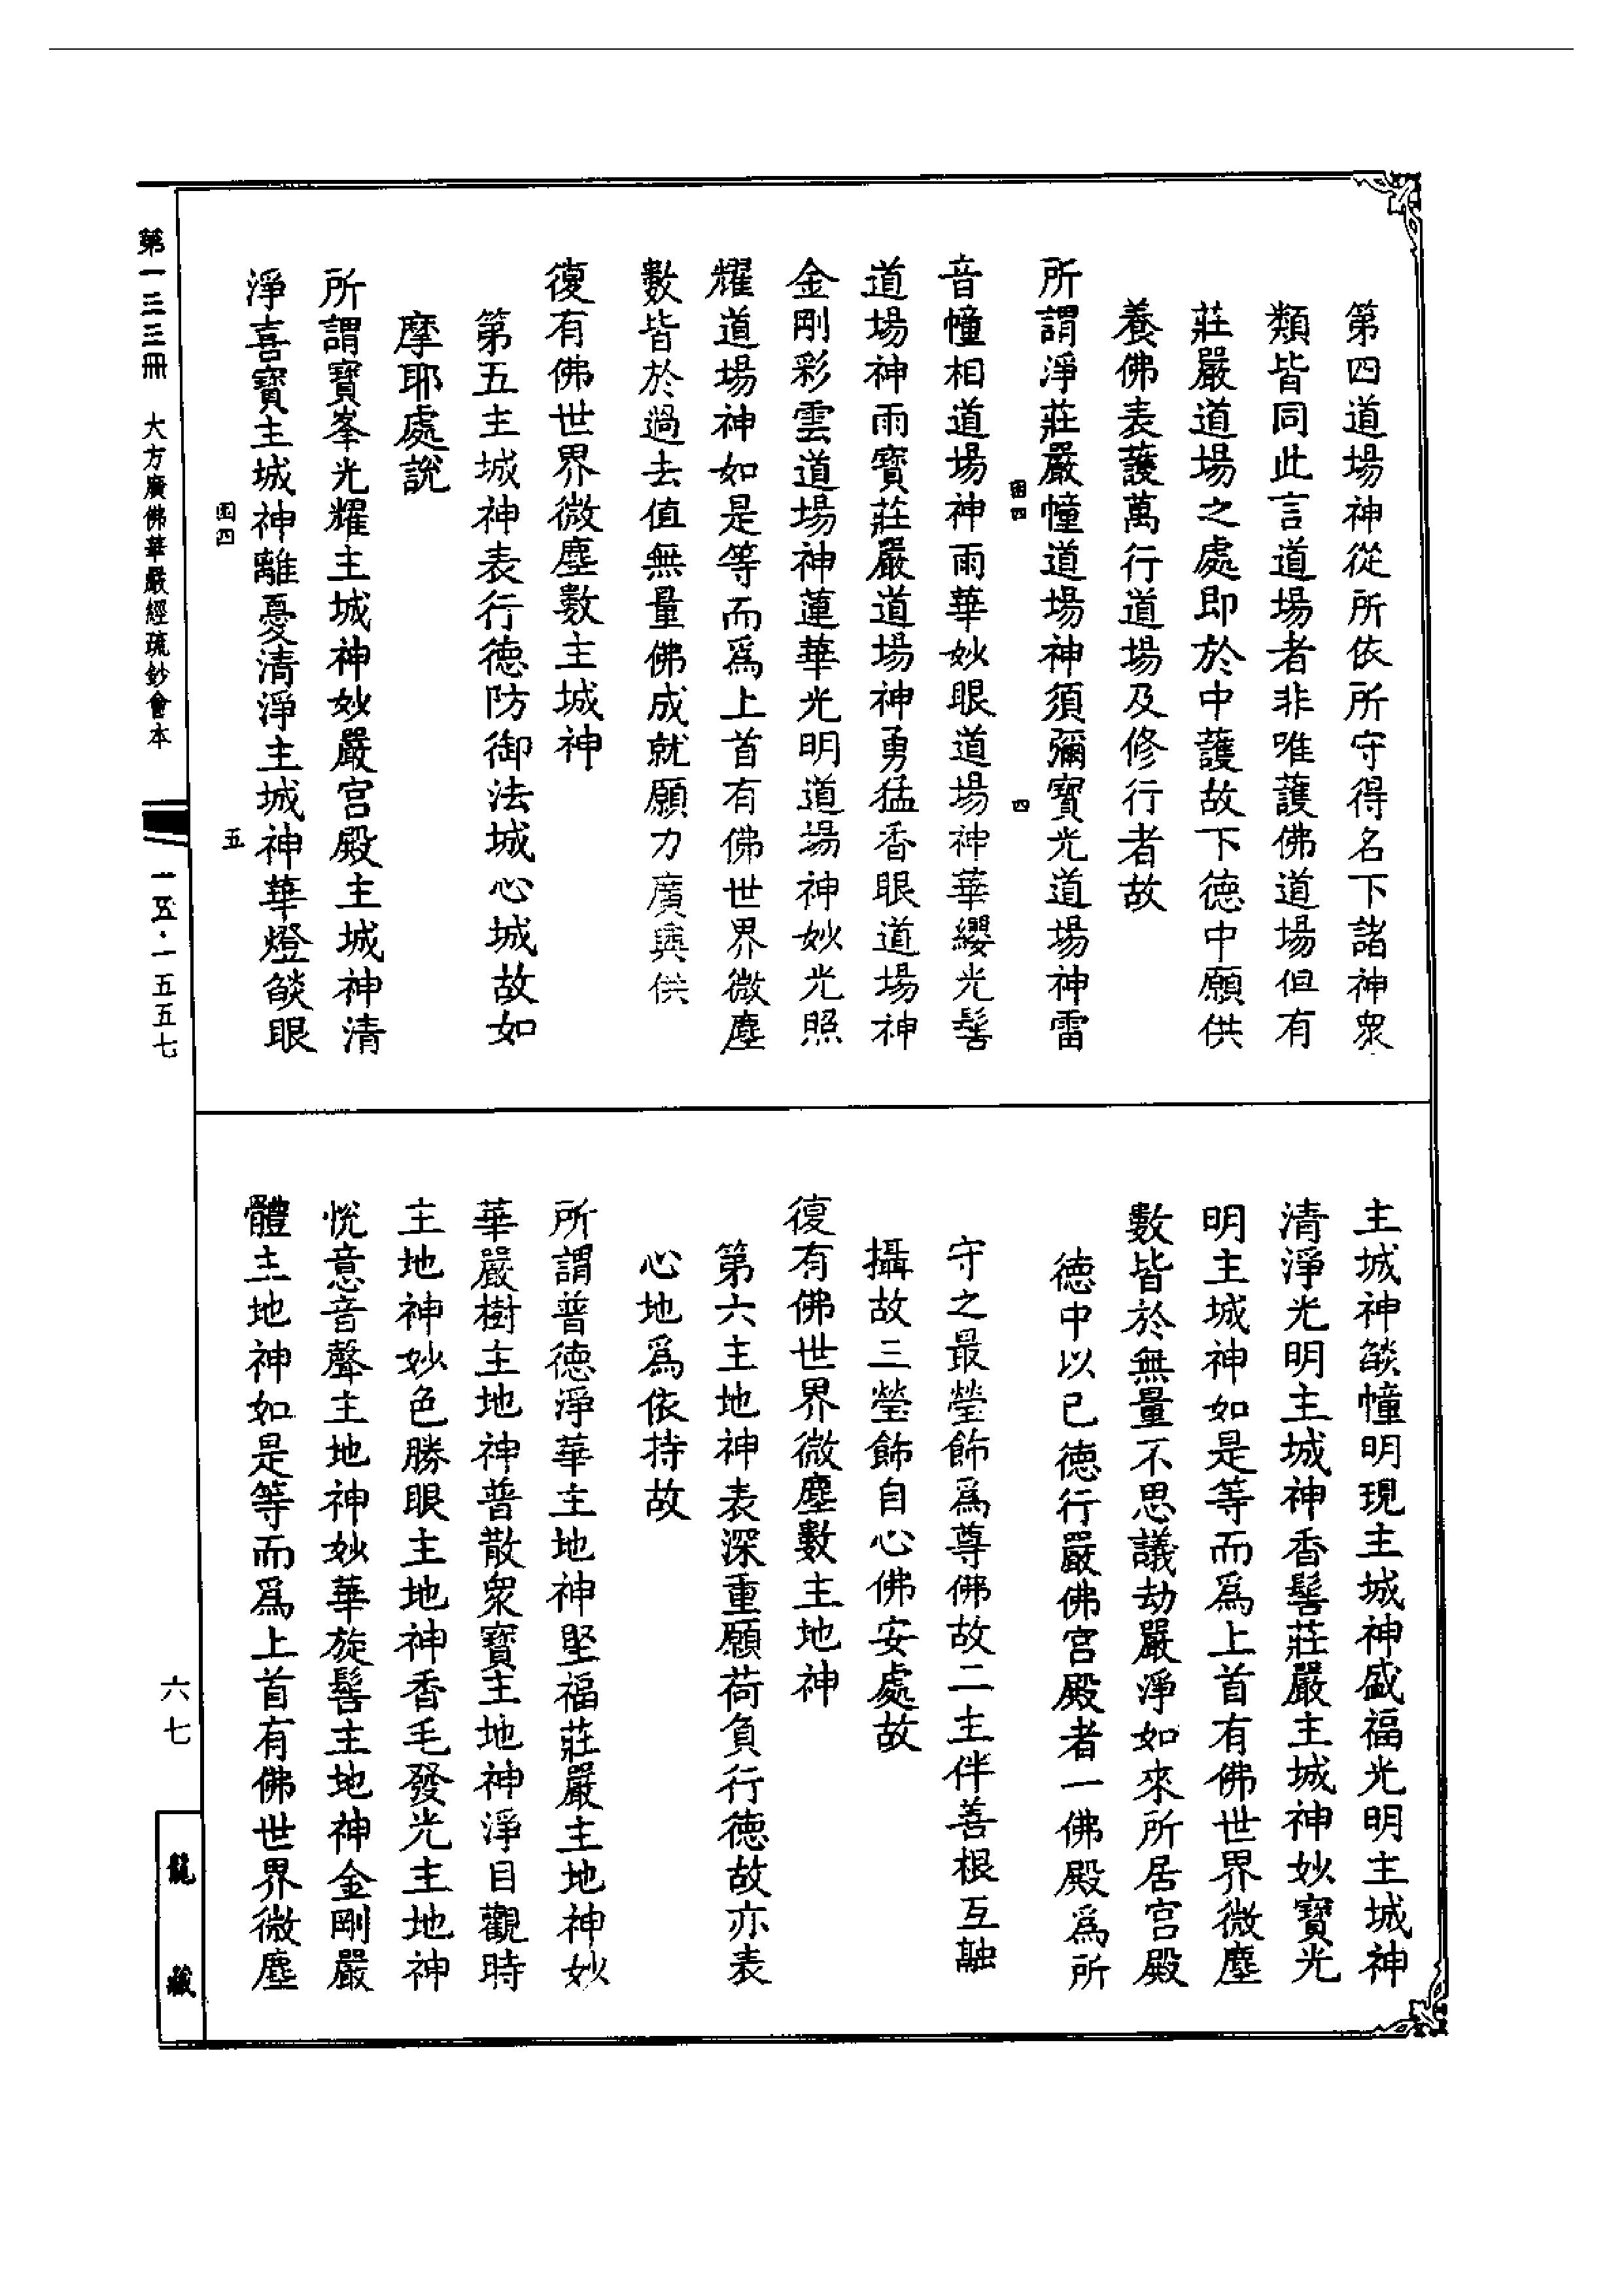 第四道場神從所依所守得名下諸神衆
類皆同此言道場者非唯護佛道場但有
莊嚴道場之處即於中護故下德中願供
養佛表護萬行道場及修行者故
所謂淨莊嚴幢道場神須彌寶光道場神雷
四
音幢相道場神雨華妙眼道場神華纓光髻
道場神雨寶莊嚴道場神勇猛香眼道場神
金剛彩雲道場神蓮華光明道場神妙光照
耀道場神如是等而爲上首有佛世界微塵
數皆於過去值無量佛成就願力廣興供
復有佛世界微塵數主城神
第五主城神表行德防御法城心城故如
摩耶處說
所謂寶峯光耀主城神妙嚴宮殿主城神清
淨喜寶主城神離憂清淨主城神華燈燄眼
五
主城神燄幢明現主城神盛福光明主城神
清淨光明主城神香髻莊嚴主城神妙寶光
明主城神如是等而爲上首有佛世界微塵
數皆於無量不思議劫嚴淨如來所居宮殿
德中以已德行嚴佛宮殿者一佛殿爲所
守之最瑩飾爲尊佛故二主伴善根互融
攝故三瑩飾自心佛安處故
復有佛世界微塵數主地神
第六主地神表深重願荷負行德故亦表
心地爲依持故
所謂普德淨華主地神堅福莊嚴主地神妙
華嚴樹主地神普散衆寶主地神淨目觀時
主地神妙色勝眼主地神香毛發光主地神
悅意音聲主地神妙華旋髻主地神金剛嚴
體主地神如是等而爲上首有佛世界微塵
第一三三冊 大方廣佛華嚴經疏鈔會本
一五·一五五七
六七
龍藏